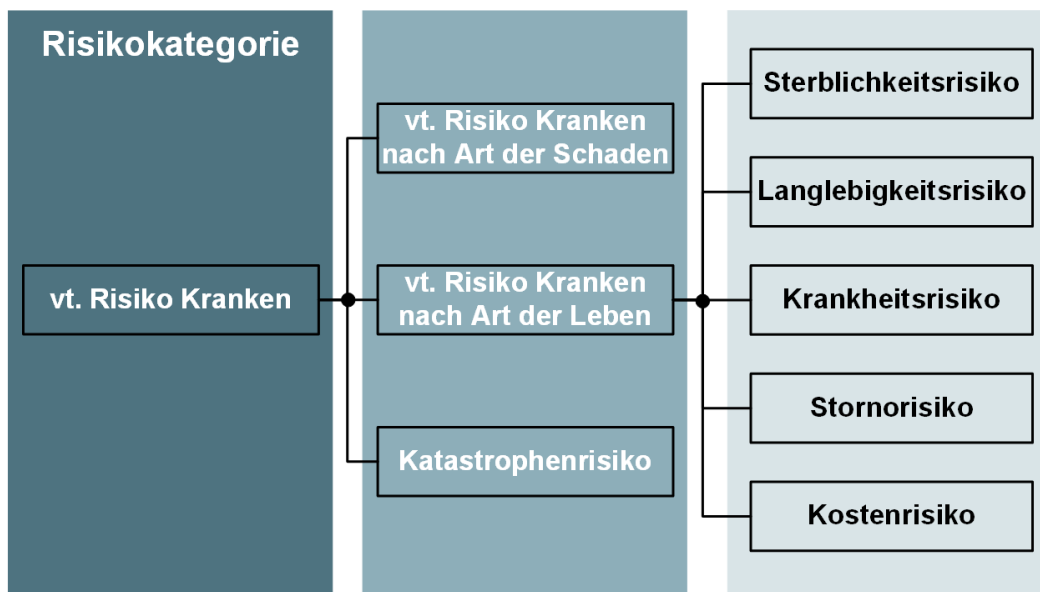 Risikokategorie
vt. Risiko Kranken
vt. Risiko Kranken
nach Art der Schaden
vt. Risiko Kranken
nach Art der Leben
Katastrophenrisiko
Sterblichkeitsrisiko
Langlebigkeitsrisiko
Krankheitsrisiko
Stornorisiko
Kostenrisiko